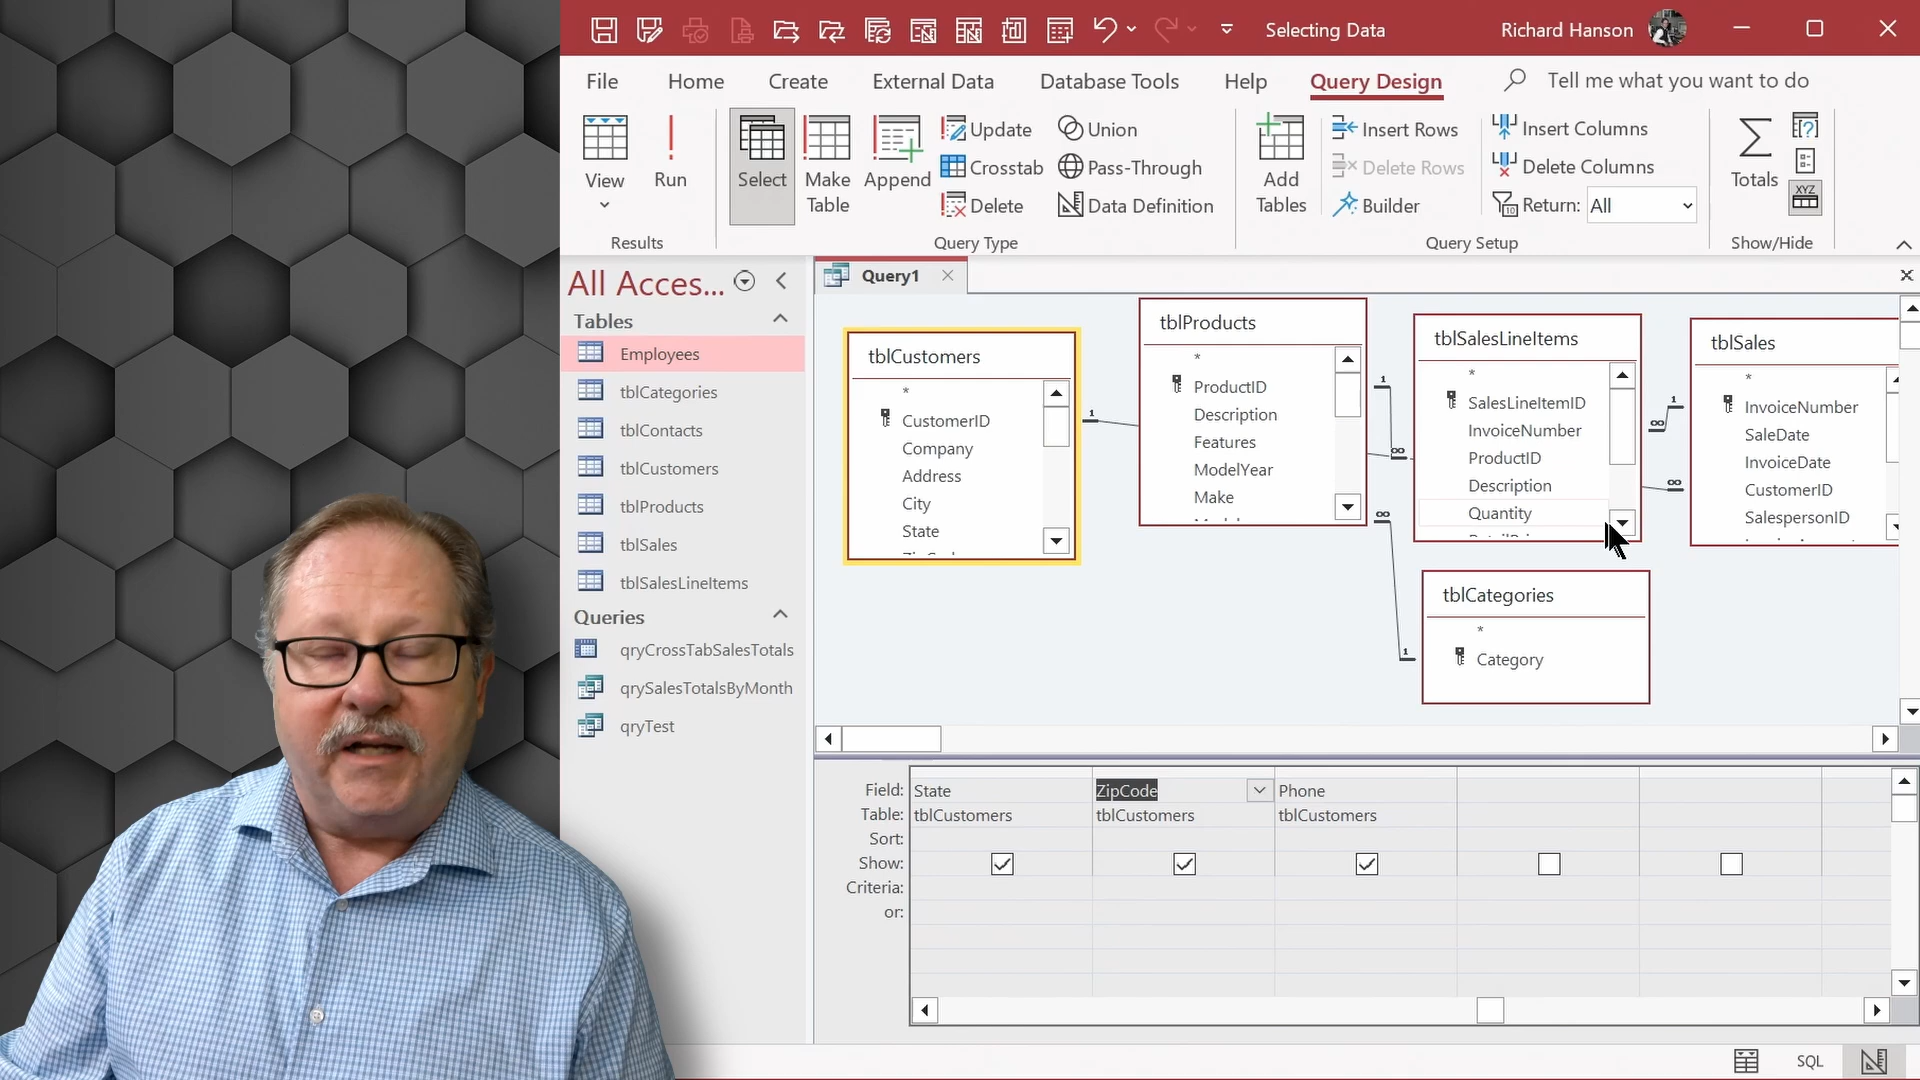 Selecting Data
Richard Hanson
File Home Create External Data Database Tools Help Query Design Tell me what you want to do
View
Run
Select
Make Table
Append
Update
Crosstab
Delete
Union
Pass-Through
Data Definition
Add Tables
Insert Rows
Delete Rows
Builder
Insert Columns
Delete Columns
Return: All
Totals
XYZ
Results
Query Type
Query Setup
Show/Hide
All Acces...
Tables
Employees
tblCategories
tblContacts
tblCustomers
tblProducts
tblSales
tblSalesLineItems
Queries
qryCrossTabSalesTotals
qrySalesTotalsByMonth
qryTest
Query1
tblCustomers
*
CustomerID
Company
Address
City
State
1
tblProducts
*
ProductID
Description
Features
ModelYear
Make
1
∞
∞
1
tblSalesLineItems
*
SalesLineItemID
InvoiceNumber
ProductID
Description
Quantity
1
∞
∞
tblSales
*
InvoiceNumber
SaleDate
InvoiceDate
CustomerID
SalespersonID
tblCategories
*
Category
Field: State ZipCode Phone
Table: tblCustomers tblCustomers tblCustomers
Sort:
Show:
Criteria:
or:
SQL